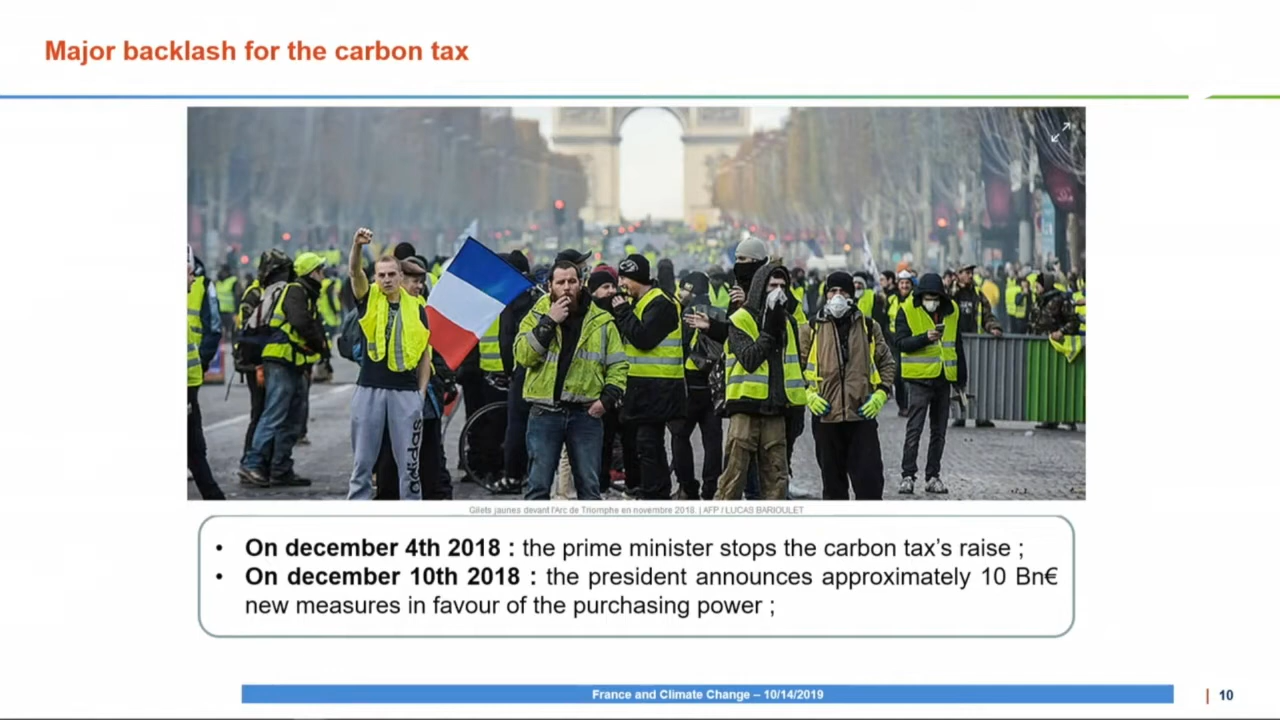 Major backlash for the carbon tax
adidas
Gilets jaunes devant l'Arc de Triomphe en novembre 2018. | AFP / LUCAS BARIOULET
• On december 4th 2018 : the prime minister stops the carbon tax's raise ;
• On december 10th 2018 : the president announces approximately 10 Bn€
new measures in favour of the purchasing power ;
France and Climate Change – 10/14/2019
| 10